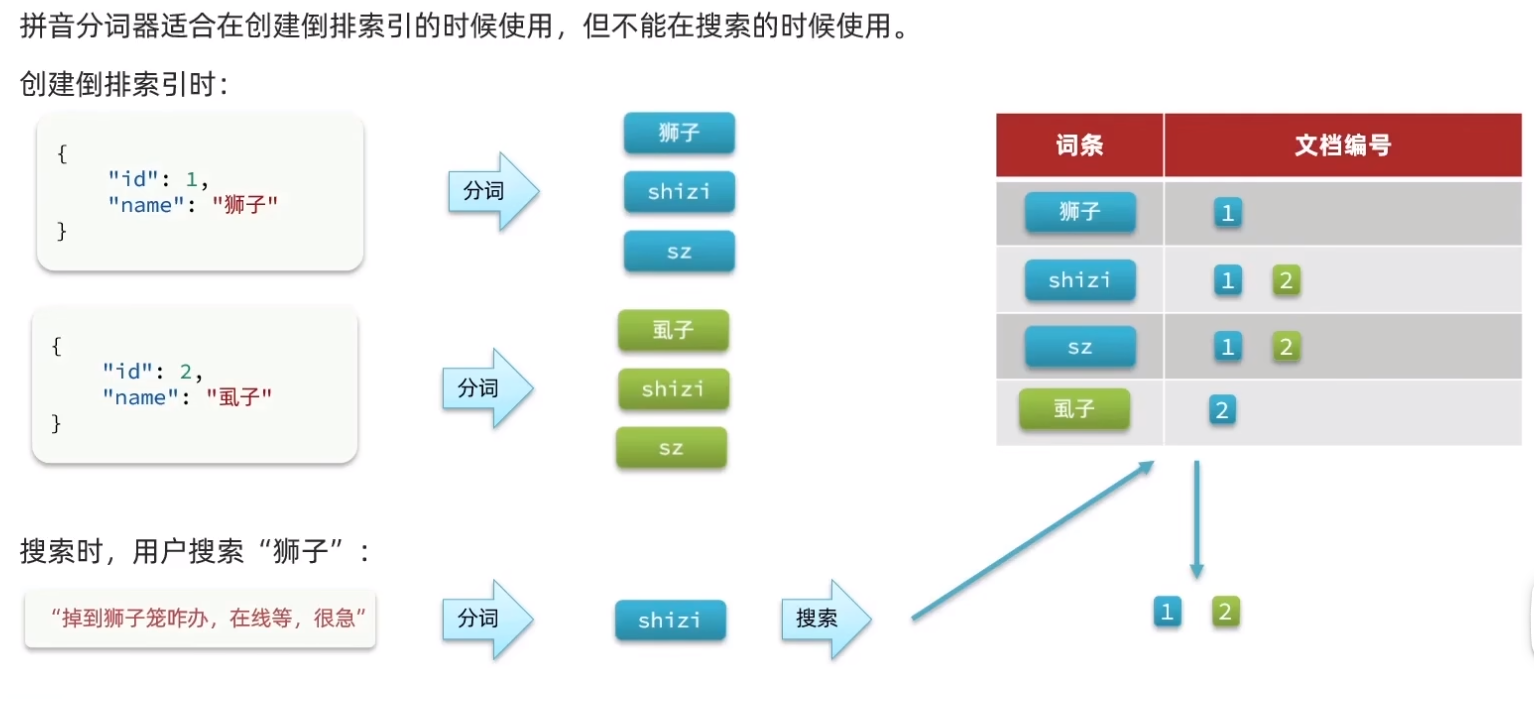 拼音分词器适合在创建倒排索引的时候使用，但不能在搜索的时候使用。
创建倒排索引时：
{
"id": 1,
"name": "狮子"
}
分词
狮子
shizi
sz
{
"id": 2,
"name": "虱子"
}
分词
虱子
shizi
sz
词条 文档编号
狮子 1
shizi 1 2
sz 1 2
虱子 2
搜索时，用户搜索“狮子”：
“掉到狮子笼咋办，在线等，很急”
分词
shizi
搜索
1 2